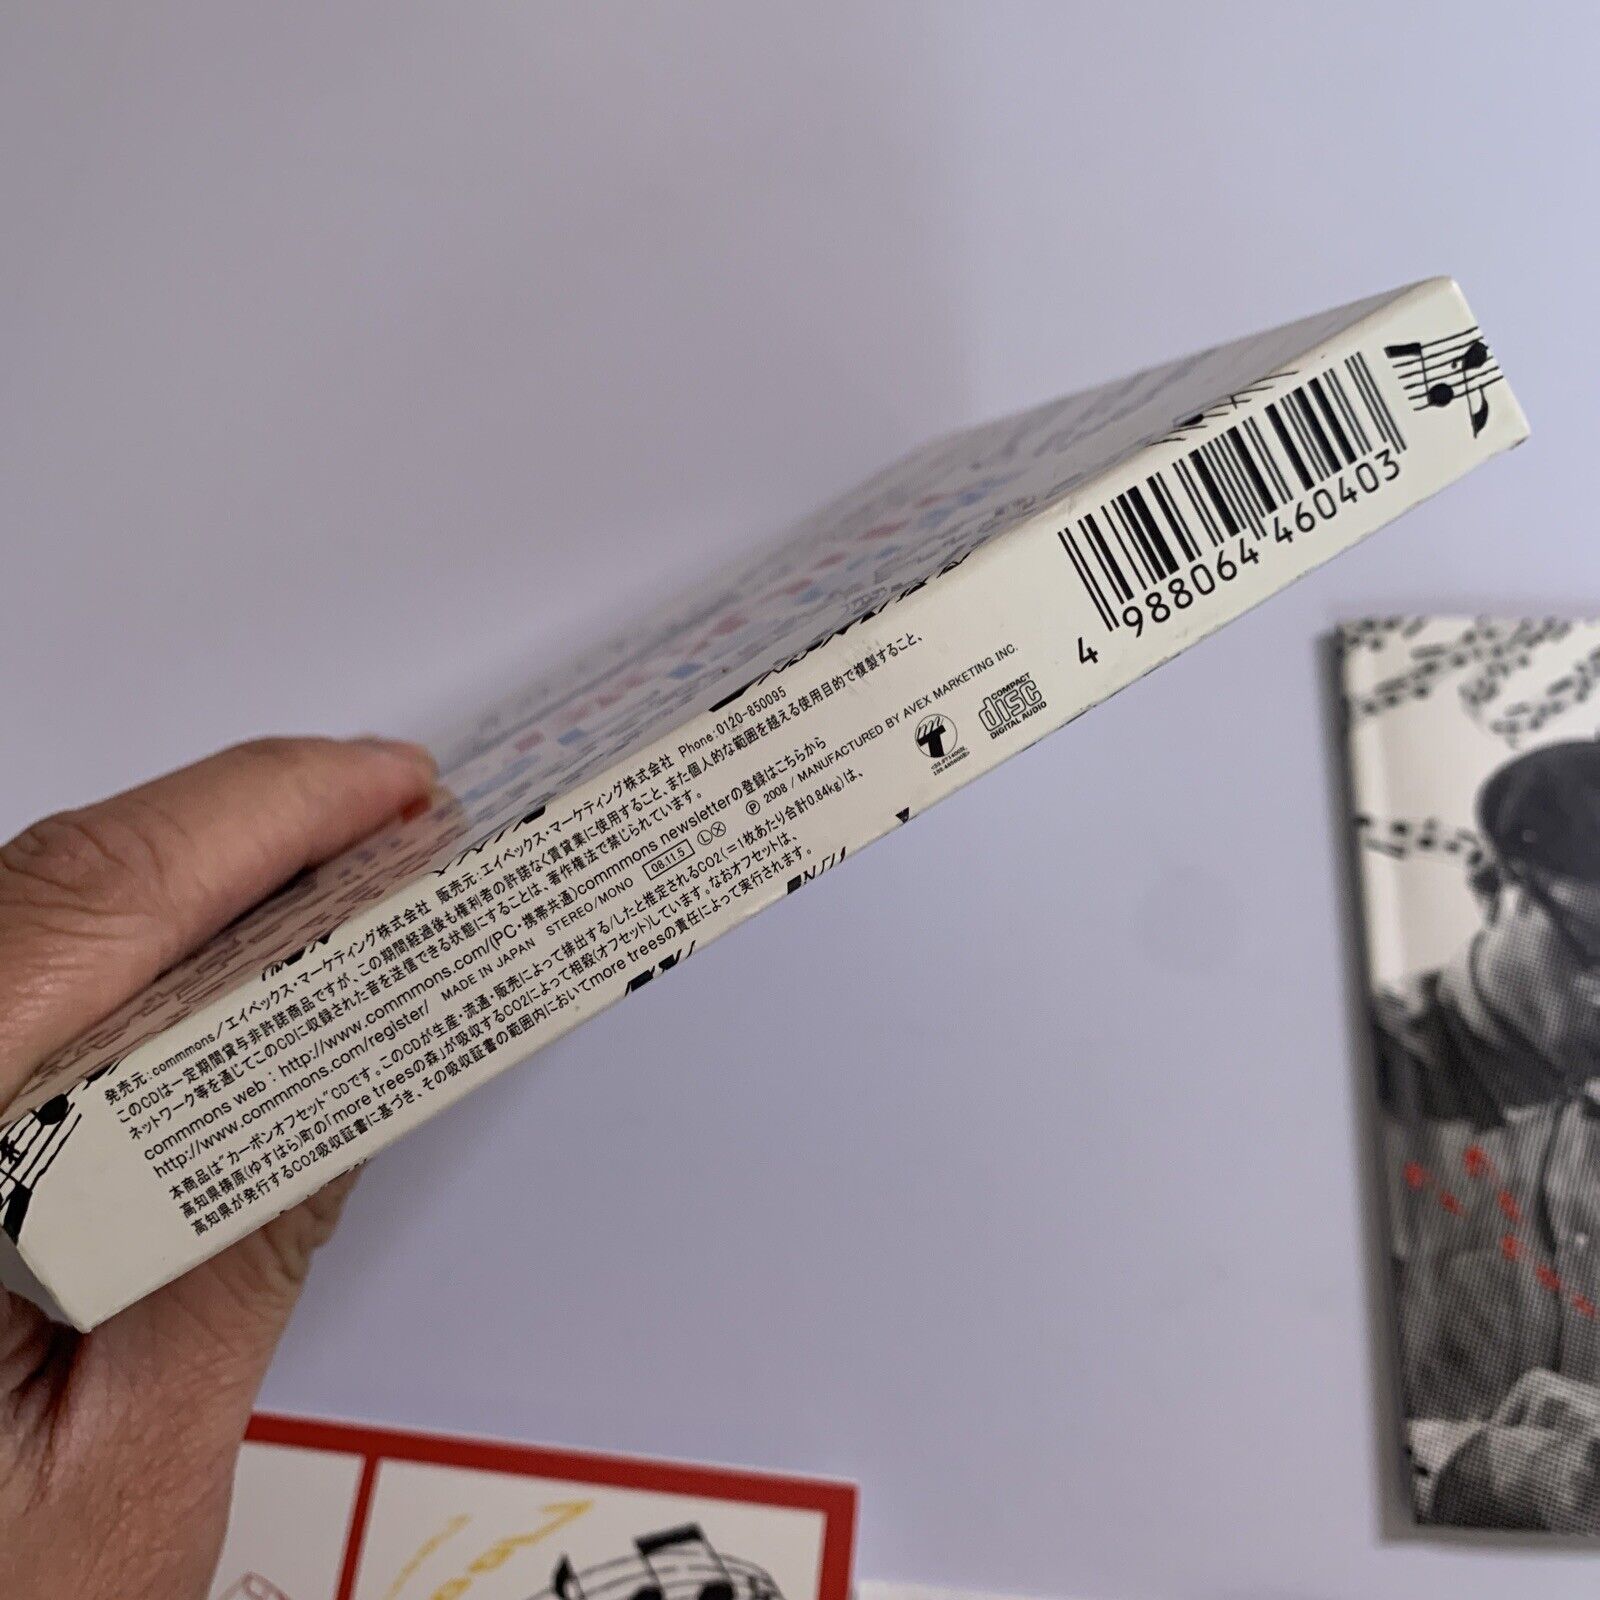 発売元:commmons/エイベックス・マーケティング株式会社 販売元:エイベックス・マーケティング株式会社 Phone:0120-850095
このCDは一定期間貸与非許諾商品ですが、この期間経過後も権利者の許諾なく賃貸業に使用すること、また個人的な範囲を越える使用目的で複製すること、
ネットワーク等を通じてこのCDに収録された音を送信できる状態にすることは、著作権法で禁じられています。
commmons web : http://www.commmons.com/(PC・携帯共通)commmons newsletterの登録はこちらから
http://www.commmons.com/register/ MADE IN JAPAN STEREO/MONO 08.11.5 Ⓛ Ⓧ Ⓟ 2008 / MANUFACTURED BY AVEX MARKETING INC.
本商品は"カーボンオフセット"CDです。このCDが生産・流通・販売によって排出する/したと推定されるCO2(=1枚あたり合計0.84kg)は、
高知県梼原(ゆすはら)町の「more treesの森」が吸収するCO2によって相殺(オフセット)しています。なおオフセットは、
高知県が発行するCO2吸収証書に基づき、その吸収証書の範囲内においてmore treesの責任によって実行されます。
T
COMPACT
disc
DIGITAL AUDIO
4 988064 460403